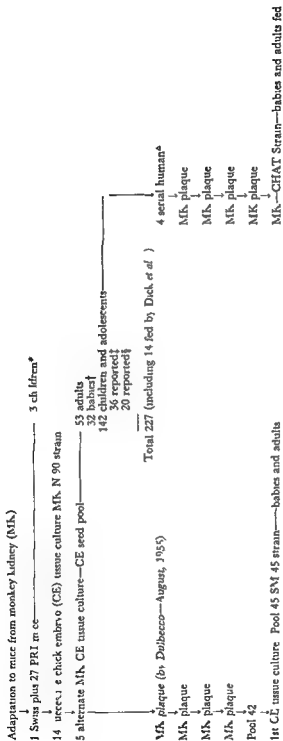 Adaptation to mice from monkey kidney (MK)
1 Swiss plus 27 PRI mice 3 children*
14 chick embryo (CE) tissue culture MK N 90 strain
5 alternate MK CE tissue culture—CE seed pool 53 adults
32 babies†
142 children and adolescents
36 reported‡
20 reported§
Total 227 (including 14 fed by Dick et al )
MK plaque (by Dulbecco—August, 1955)
MK plaque
MK plaque
MK plaque
Pool 42
1st CE tissue culture Pool 45 SM 45 strain—babies and adults
4 serial human*
MK plaque
MK plaque
MK plaque
MK plaque
MK—CHAT Strain—babies and adults fed